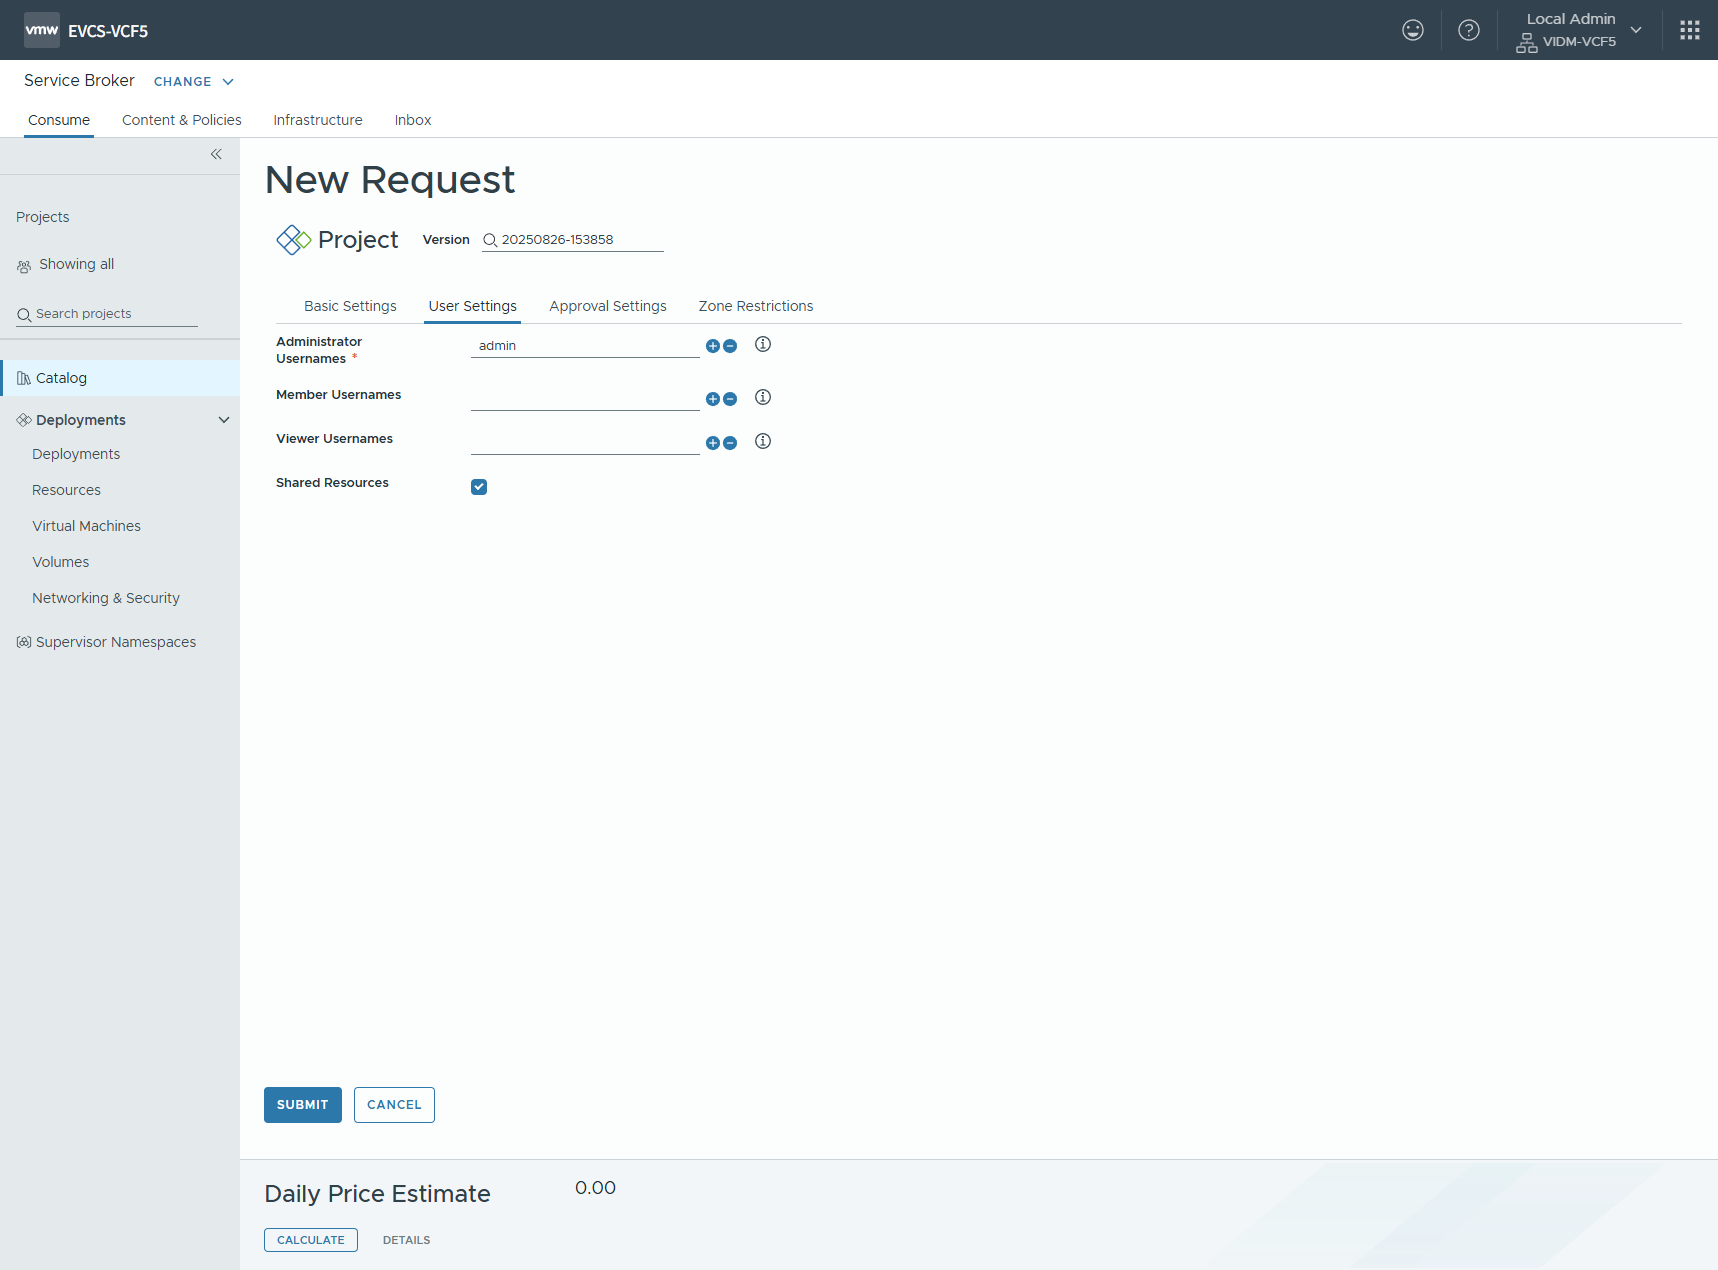 vmw EVCS-VCF5
Local Admin
VIDM-VCF5
Service Broker CHANGE
Consume Content & Policies Infrastructure Inbox
Projects
Showing all
Search projects
Catalog
Deployments
Deployments
Resources
Virtual Machines
Volumes
Networking & Security
Supervisor Namespaces
New Request
Project Version 20250826-153858
Basic Settings User Settings Approval Settings Zone Restrictions
Administrator
Usernames * admin
Member Usernames
Viewer Usernames
Shared Resources
SUBMIT CANCEL
Daily Price Estimate 0.00
CALCULATE DETAILS